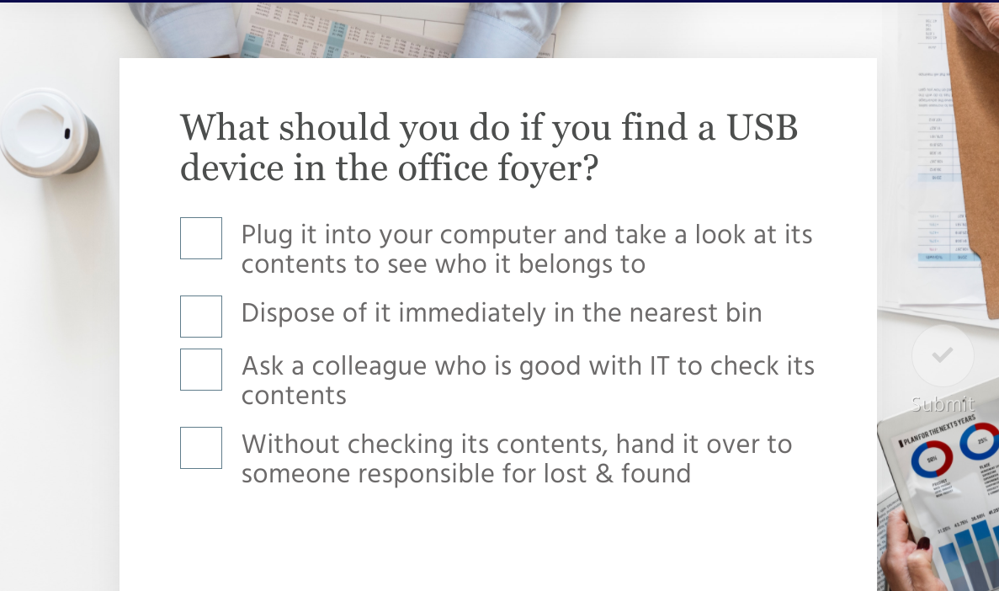 What should you do if you find a USB
device in the office foyer?
Plug it into your computer and take a look at its
contents to see who it belongs to
Dispose of it immediately in the nearest bin
Ask a colleague who is good with IT to check its
contents
Without checking its contents, hand it over to
someone responsible for lost & found
Submit
PLAN FOR THE NEXT 5 YEARS
50%
25%